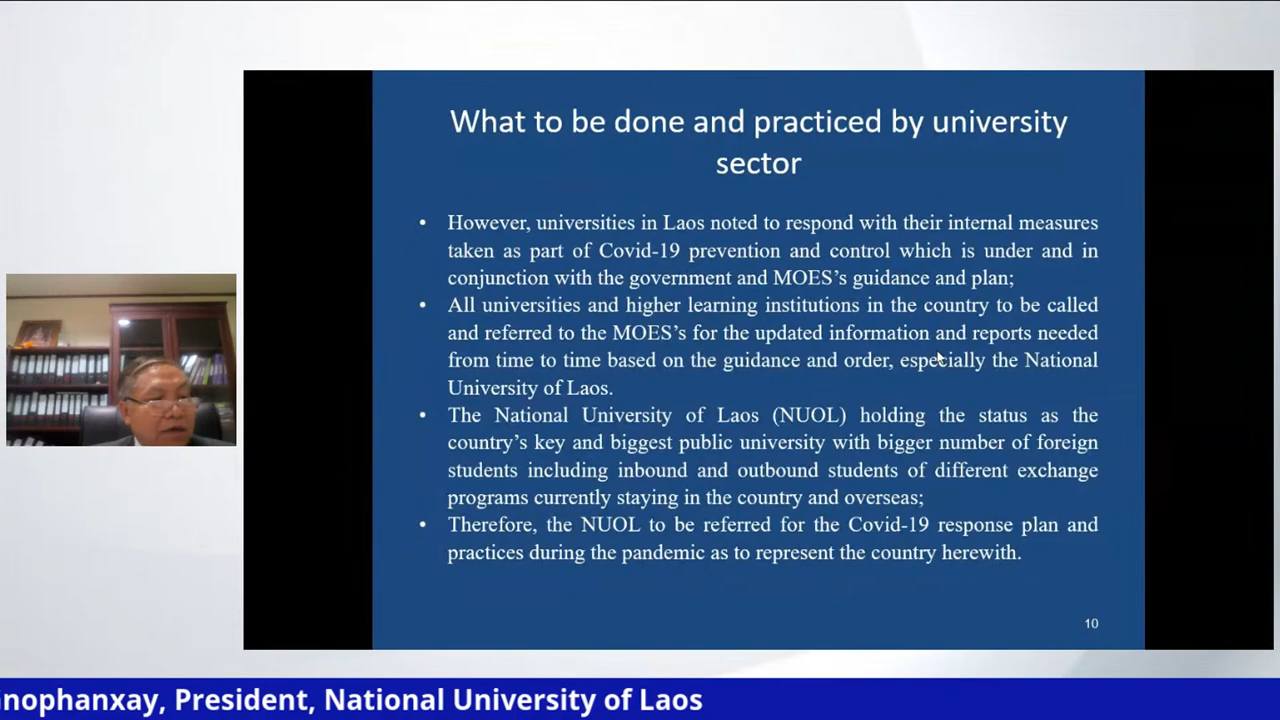 What to be done and practiced by university
sector
• However, universities in Laos noted to respond with their internal measures
taken as part of Covid-19 prevention and control which is under and in
conjunction with the government and MOES's guidance and plan;
• All universities and higher learning institutions in the country to be called
and referred to the MOES's for the updated information and reports needed
from time to time based on the guidance and order, especially the National
University of Laos.
• The National University of Laos (NUOL) holding the status as the
country's key and biggest public university with bigger number of foreign
students including inbound and outbound students of different exchange
programs currently staying in the country and overseas;
• Therefore, the NUOL to be referred for the Covid-19 response plan and
practices during the pandemic as to represent the country herewith.
10
nophanxay, President, National University of Laos